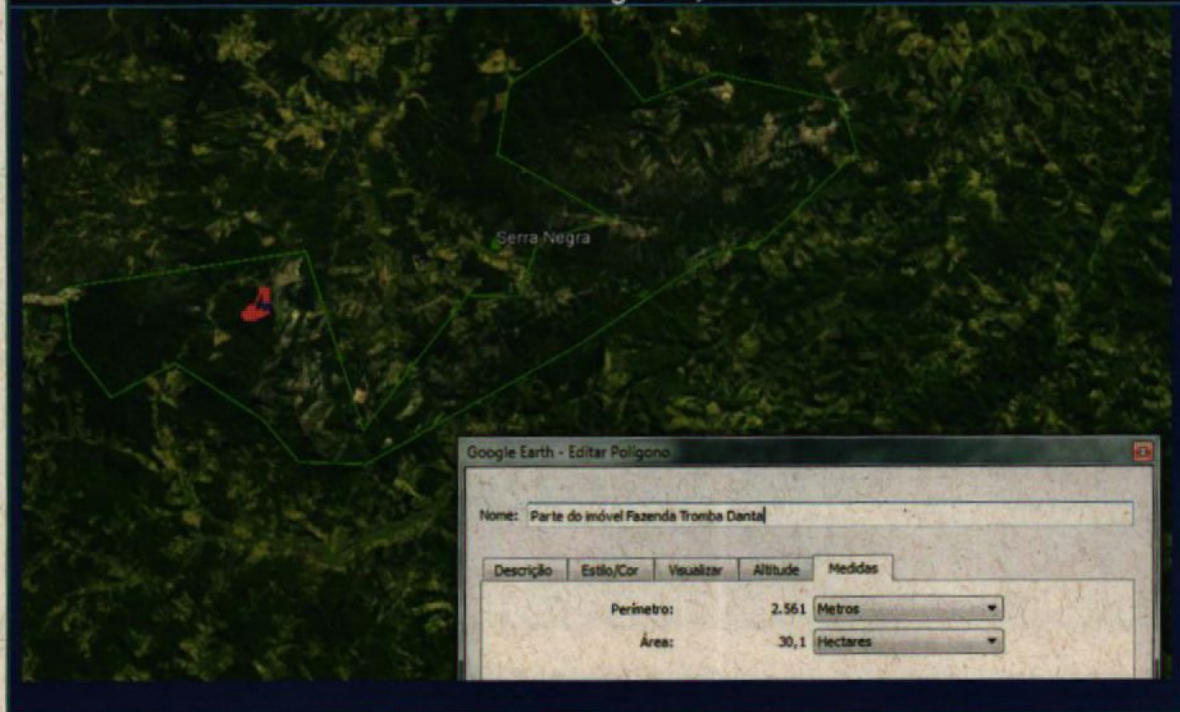 Serra Negra
Google Earth - Editar Polígono
Nome: Parte do imóvel Fazenda Tromba Danta
Descrição Estilo/Cor Visualizar Altitude Medidas
Perímetro: 2.561 Metros
Área: 30,1 Hectares